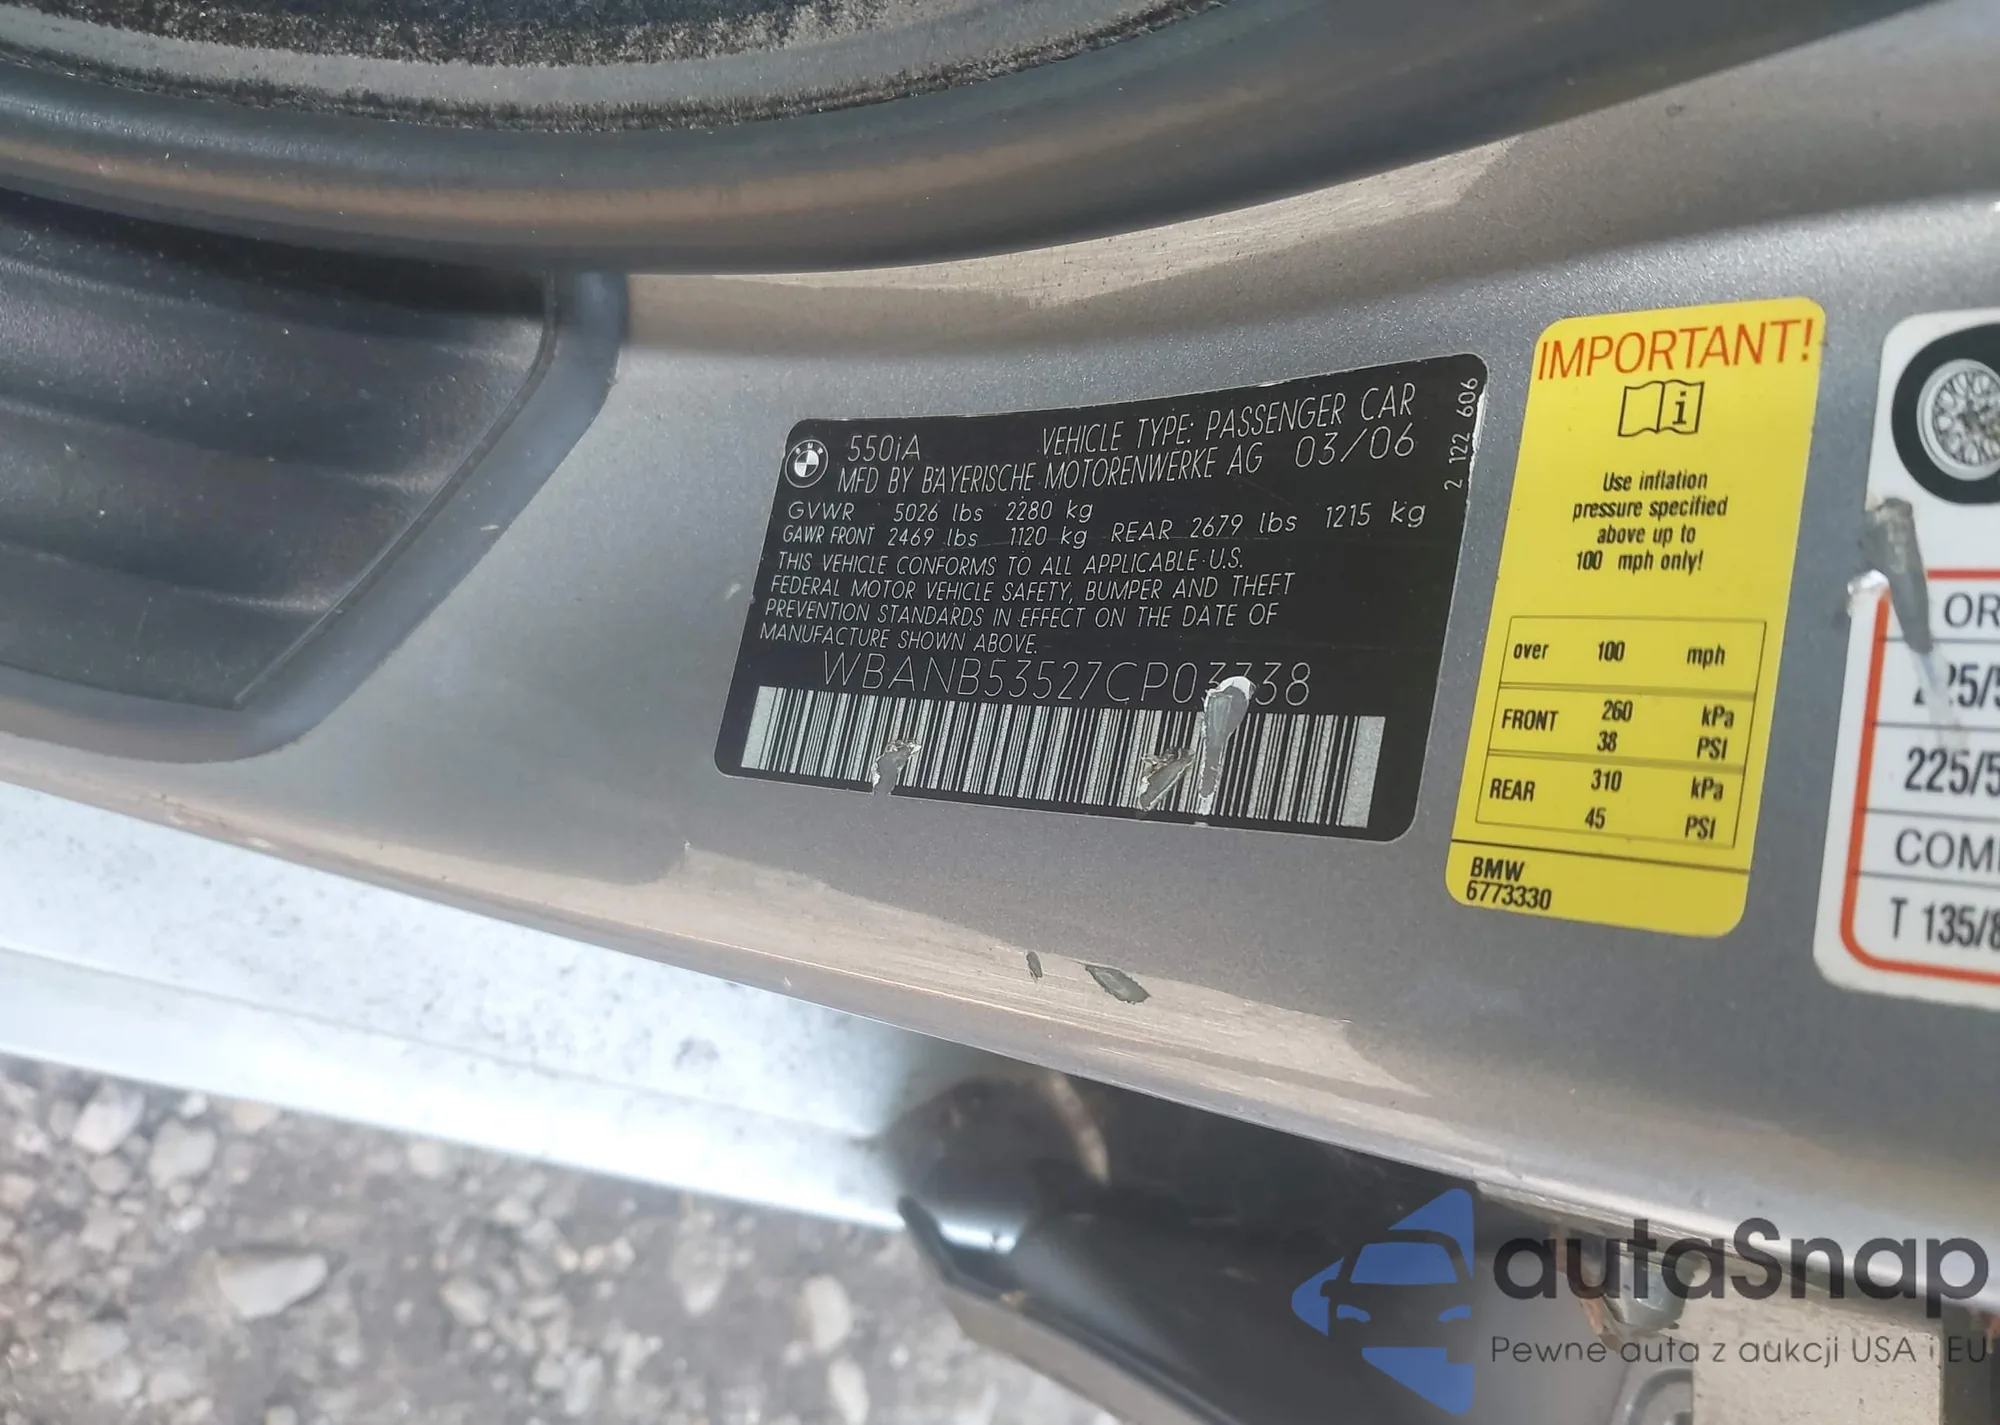 550iA VEHICLE TYPE: PASSENGER CAR
MFD BY BAYERISCHE MOTORENWERKE AG 03/06
GVWR 5026 lbs 2280 kg
GAWR FRONT 2469 lbs 1120 kg REAR 2679 lbs 1215 kg
THIS VEHICLE CONFORMS TO ALL APPLICABLE U.S.
FEDERAL MOTOR VEHICLE SAFETY, BUMPER AND THEFT
PREVENTION STANDARDS IN EFFECT ON THE DATE OF
MANUFACTURE SHOWN ABOVE.
WBANB53527CP03738
2 122 606
IMPORTANT!
i
Use inflation
pressure specified
above up to
100 mph only!
over 100 mph
FRONT 260 kPa
38 PSI
REAR 310 kPa
45 PSI
BMW
6773330
OR
225/5
225/5
COM
T 135/8
autaSnap
Pewne auta z aukcji USA i EU